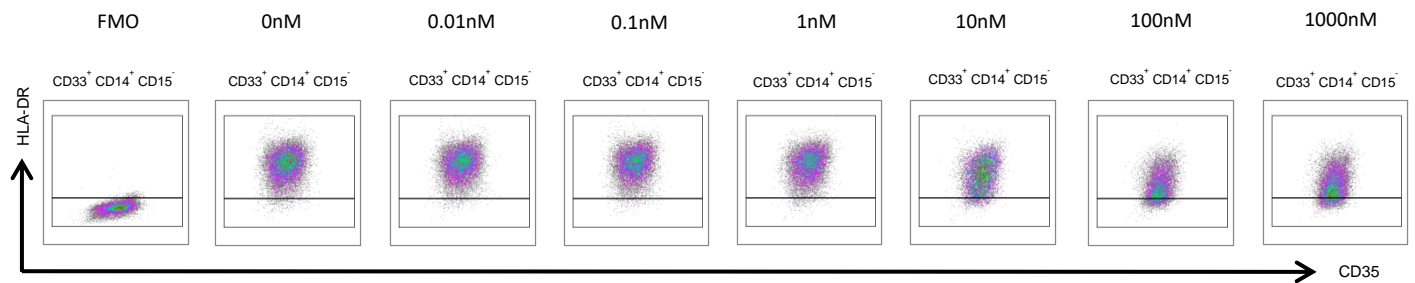 FMO 0nM 0.01nM 0.1nM 1nM 10nM 100nM 1000nM
CD33+ CD14+ CD15- CD33+ CD14+ CD15- CD33+ CD14+ CD15- CD33+ CD14+ CD15- CD33+ CD14+ CD15- CD33+ CD14+ CD15- CD33+ CD14+ CD15- CD33+ CD14+ CD15-
HLA-DR
CD35